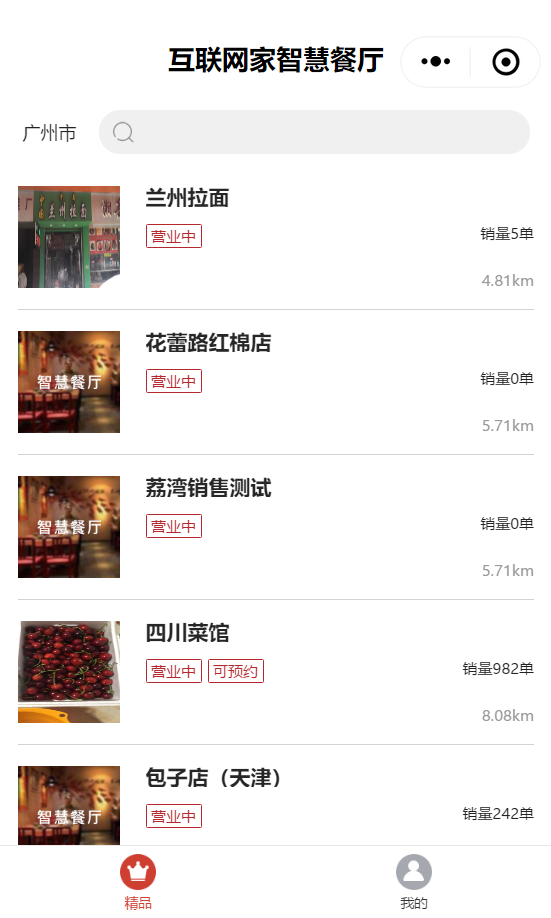 互联网家智慧餐厅
广州市
兰州拉面
兰州拉面
营业中
销量5单
4.81km
花蕾路红棉店
智慧餐厅
营业中
销量0单
5.71km
荔湾销售测试
智慧餐厅
营业中
销量0单
5.71km
四川菜馆
营业中 可预约
销量982单
8.08km
包子店（天津）
智慧餐厅
营业中
销量242单
精品 我的